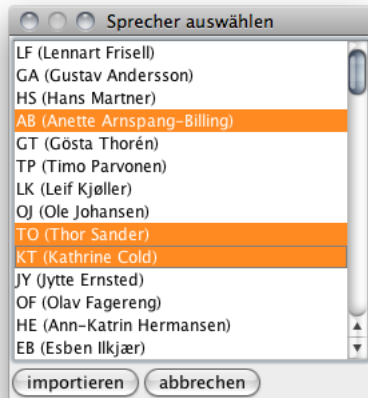 Sprecher auswählen
LF (Lennart Frisell)
GA (Gustav Andersson)
HS (Hans Martner)
AB (Anette Arnspang-Billing)
GT (Gösta Thorén)
TP (Timo Parvonen)
LK (Leif Kjøller)
OJ (Ole Johansen)
TO (Thor Sander)
KT (Kathrine Cold)
JY (Jytte Ernsted)
OF (Olav Fagereng)
HE (Ann-Katrin Hermansen)
EB (Esben Ilkjær)
importieren abbrechen